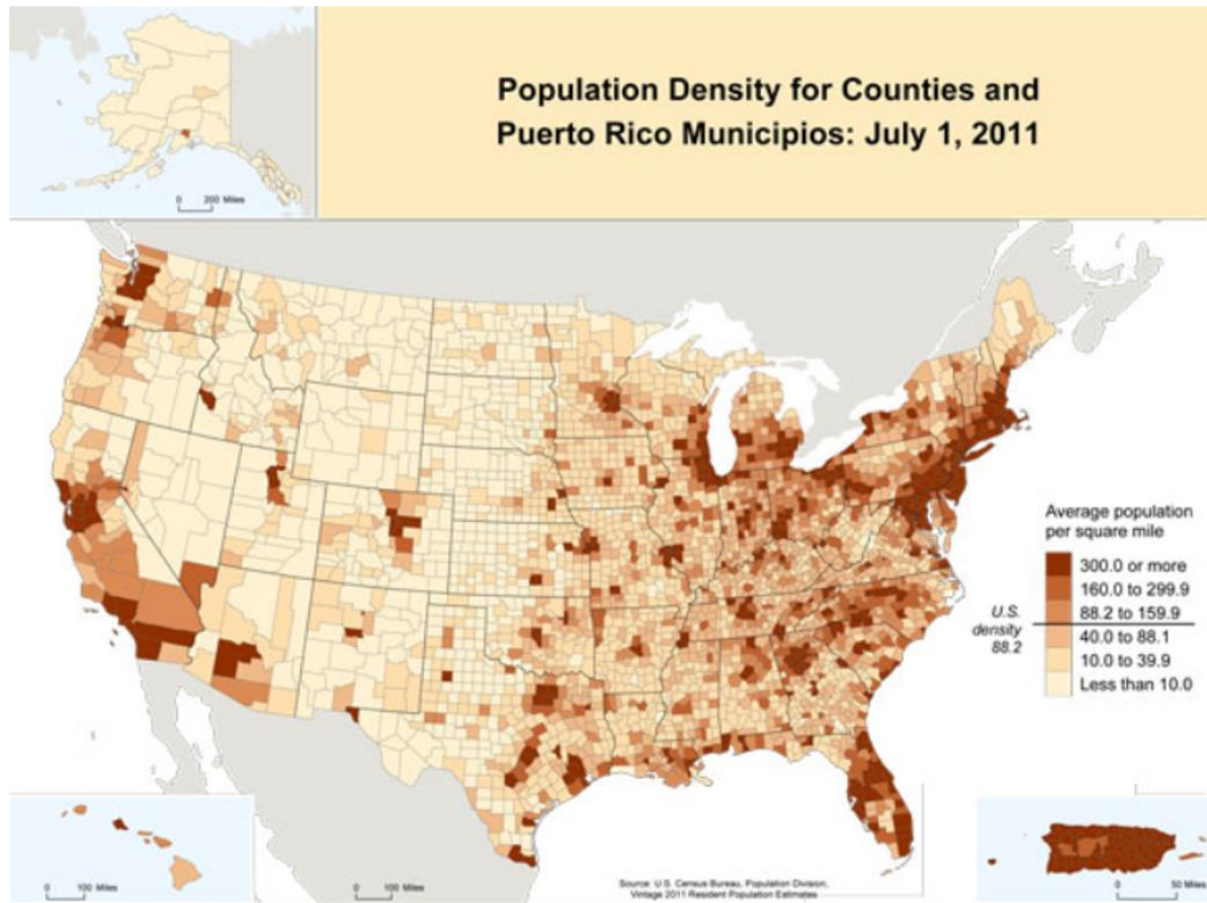 Population Density for Counties and
Puerto Rico Municipios: July 1, 2011
0 200 Miles
Average population
per square mile
300.0 or more
160.0 to 299.9
88.2 to 159.9
U.S.
density
88.2
40.0 to 88.1
10.0 to 39.9
Less than 10.0
0 100 Miles
0 100 Miles
Source: U.S. Census Bureau, Population Division,
Vintage 2011 Resident Population Estimates
0 50 Miles